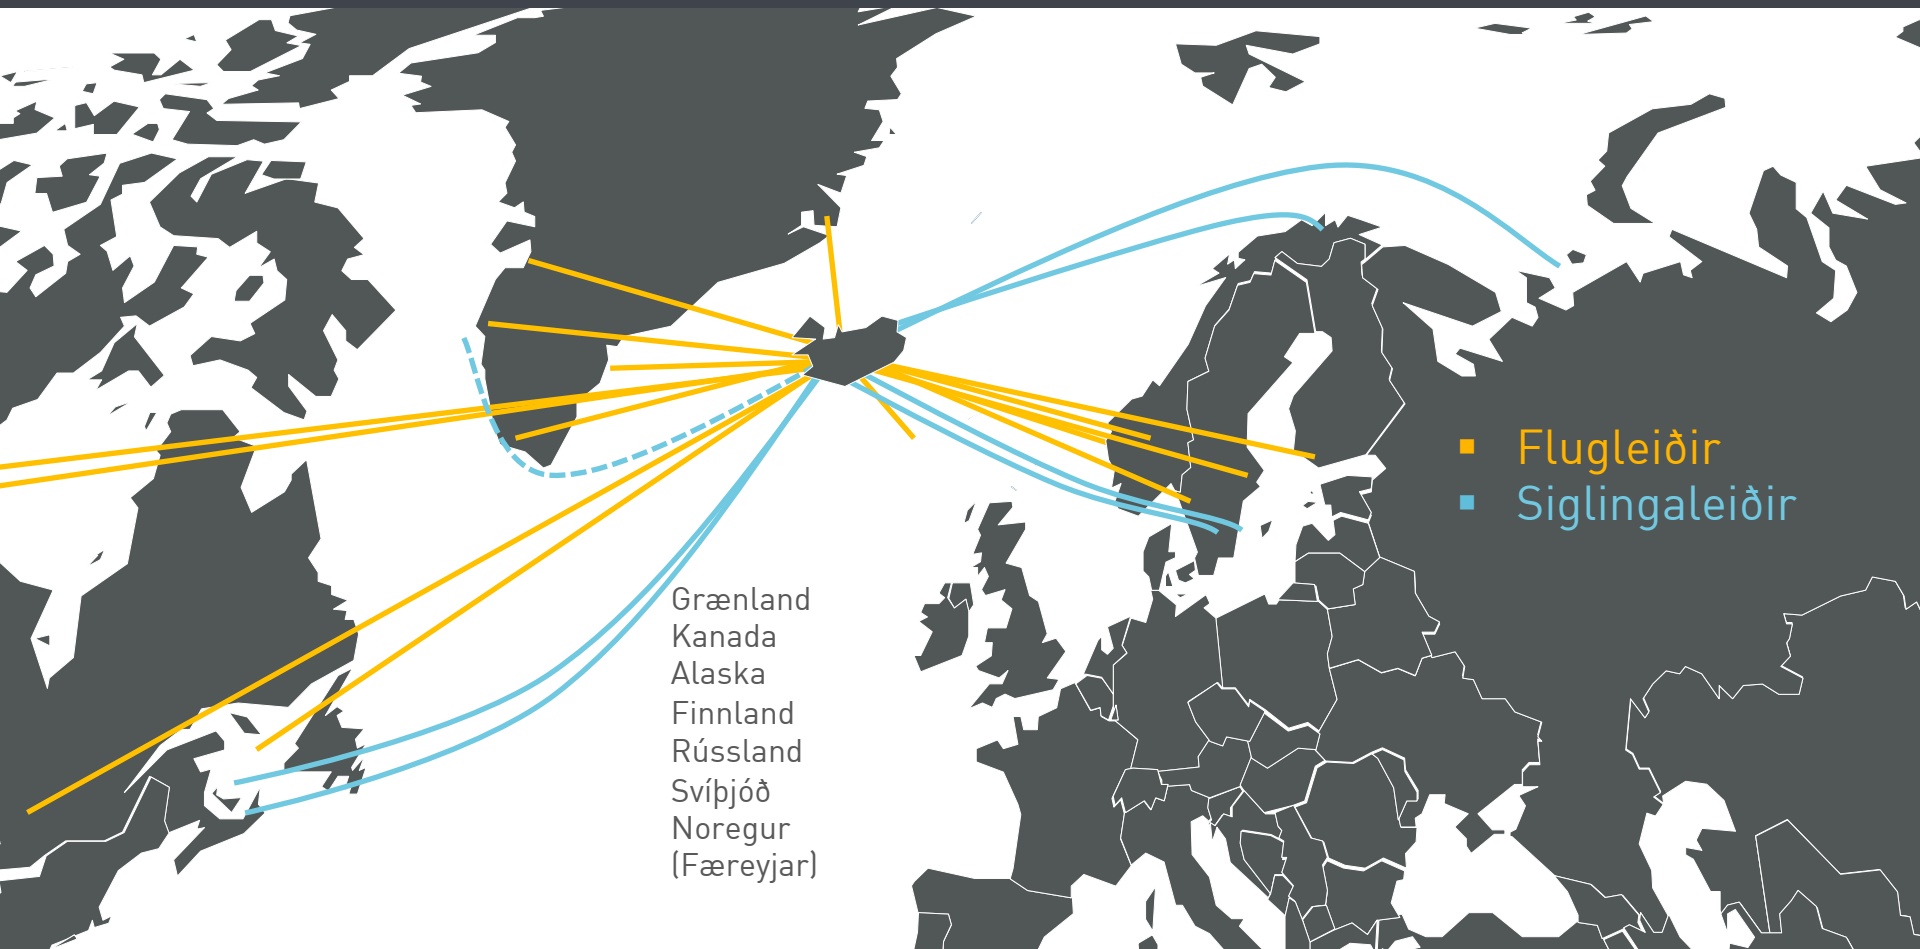 Flugleiðir
Siglingaleiðir
Grænland
Kanada
Alaska
Finnland
Rússland
Svíþjóð
Noregur
(Færeyjar)